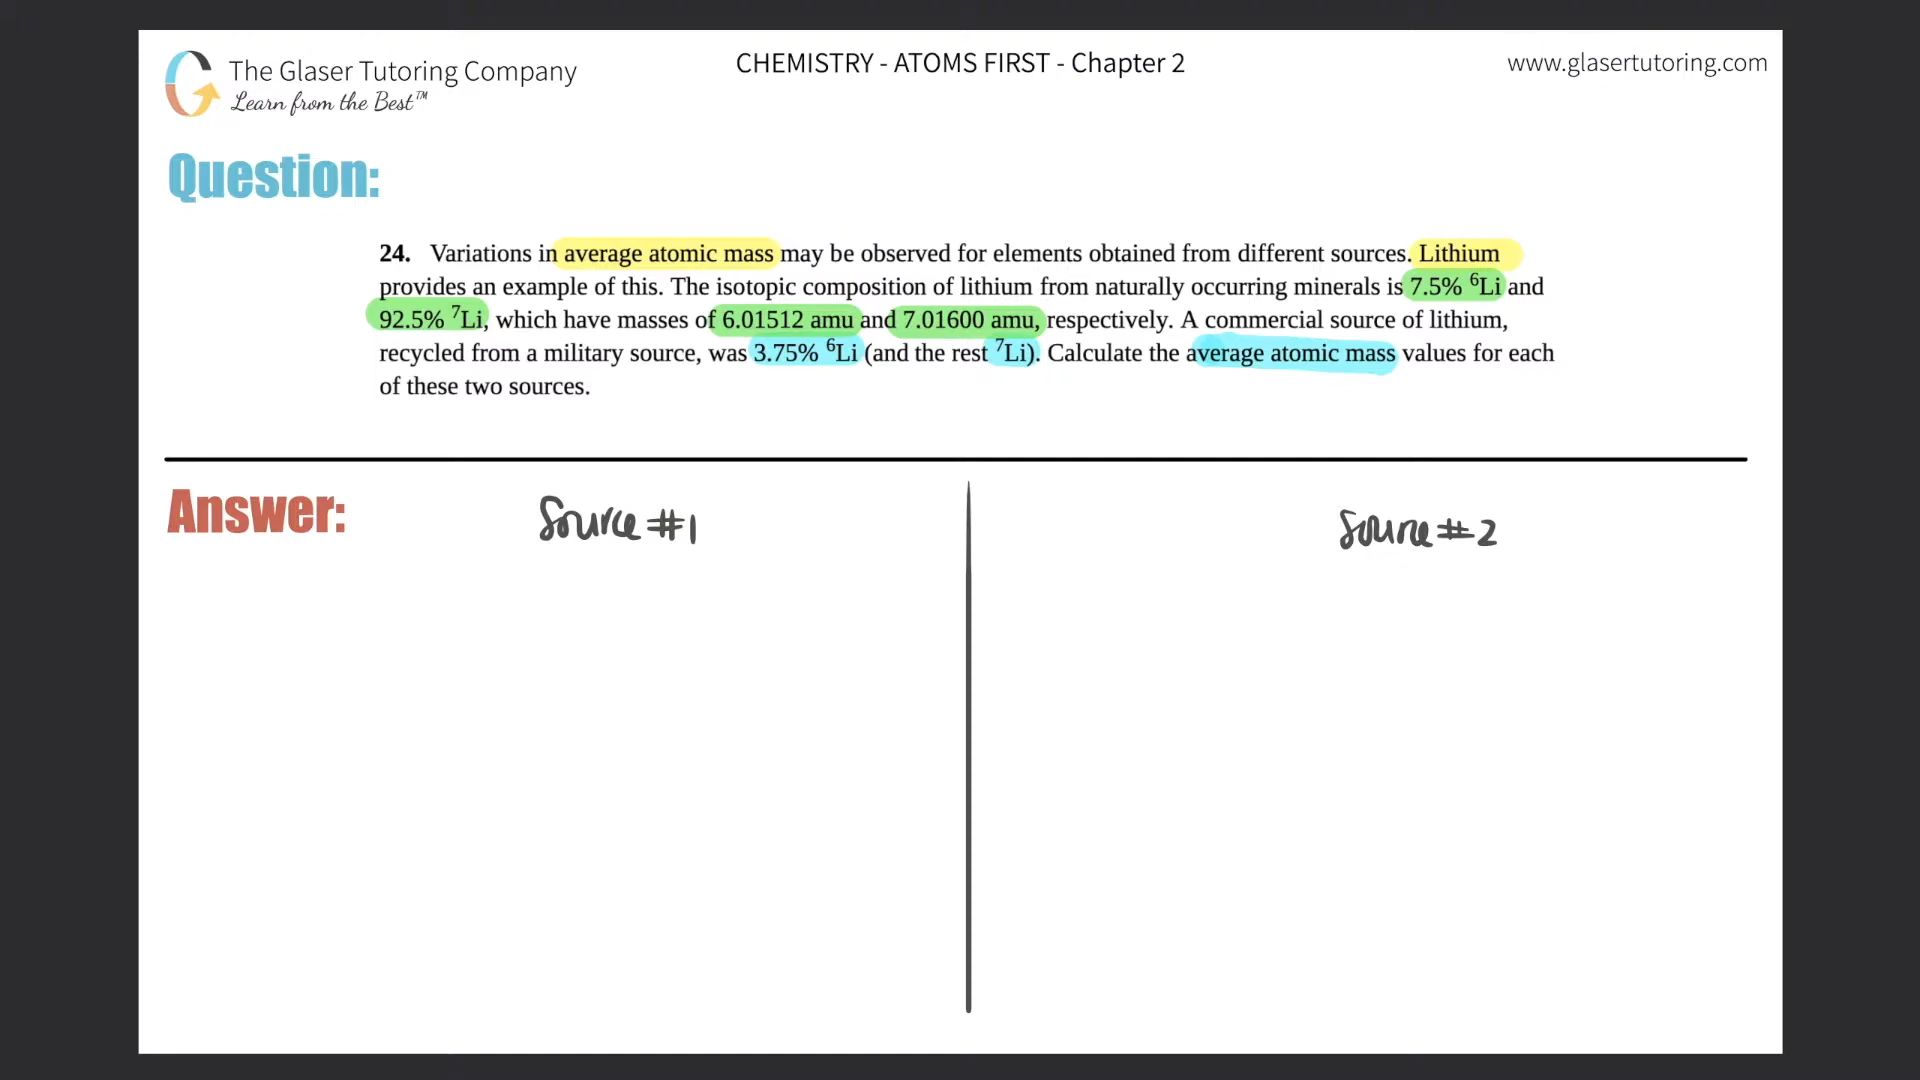 The Glaser Tutoring Company
Learn from the Best™
CHEMISTRY - ATOMS FIRST - Chapter 2
www.glasertutoring.com
Question:
24. Variations in average atomic mass may be observed for elements obtained from different sources. Lithium
provides an example of this. The isotopic composition of lithium from naturally occurring minerals is 7.5% ⁶Li and
92.5% ⁷Li, which have masses of 6.01512 amu and 7.01600 amu, respectively. A commercial source of lithium,
recycled from a military source, was 3.75% ⁶Li (and the rest ⁷Li). Calculate the average atomic mass values for each
of these two sources.
Answer:
Source #1
Source #2